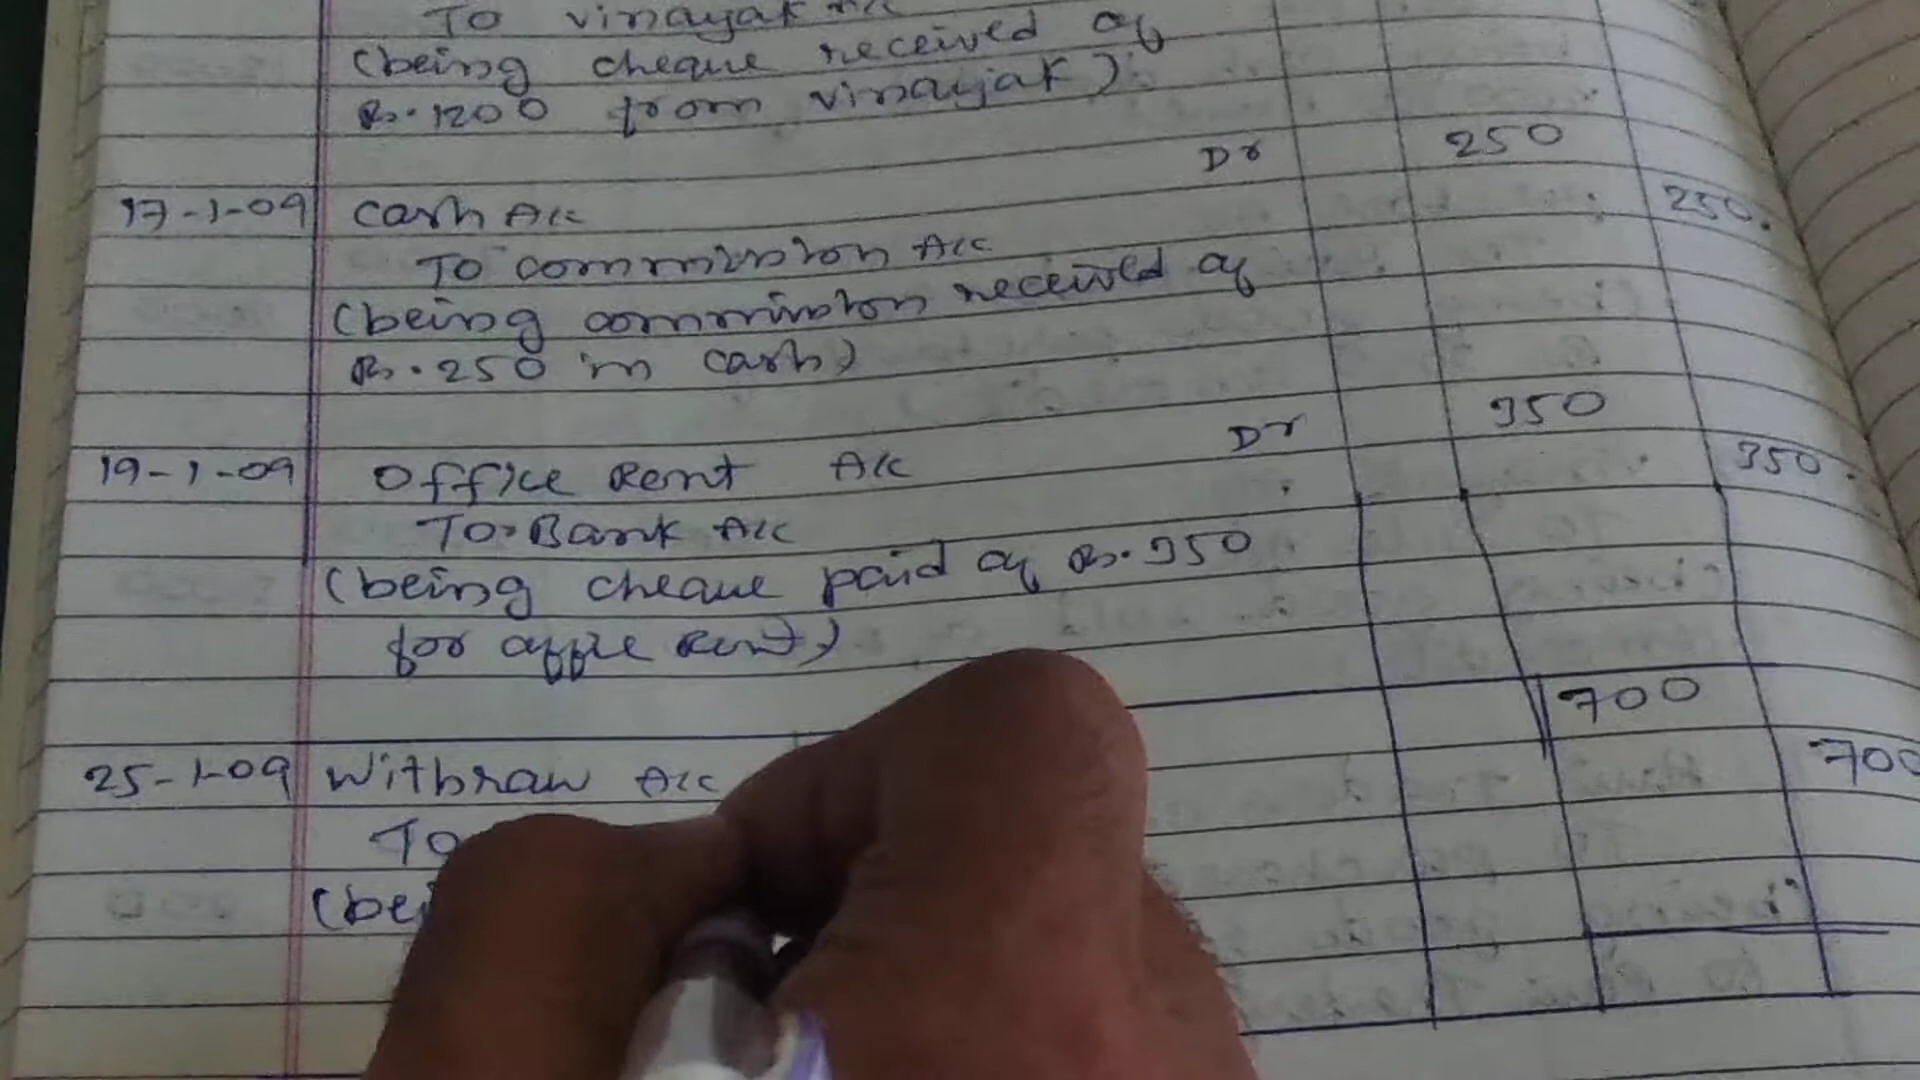 To vinayak A/c
(being cheque received of
Rs. 1200 from vinayak)
Dr 250
17-1-09 Cash A/c 250.
To commission A/c
(being commission received of
Rs. 250 in cash)
Dr 350
19-1-09 Office Rent A/c 350.
To Bank A/c
(being cheque paid of Rs. 350
for office Rent)
700
25-1-09 Withraw A/c 700
To
(bei